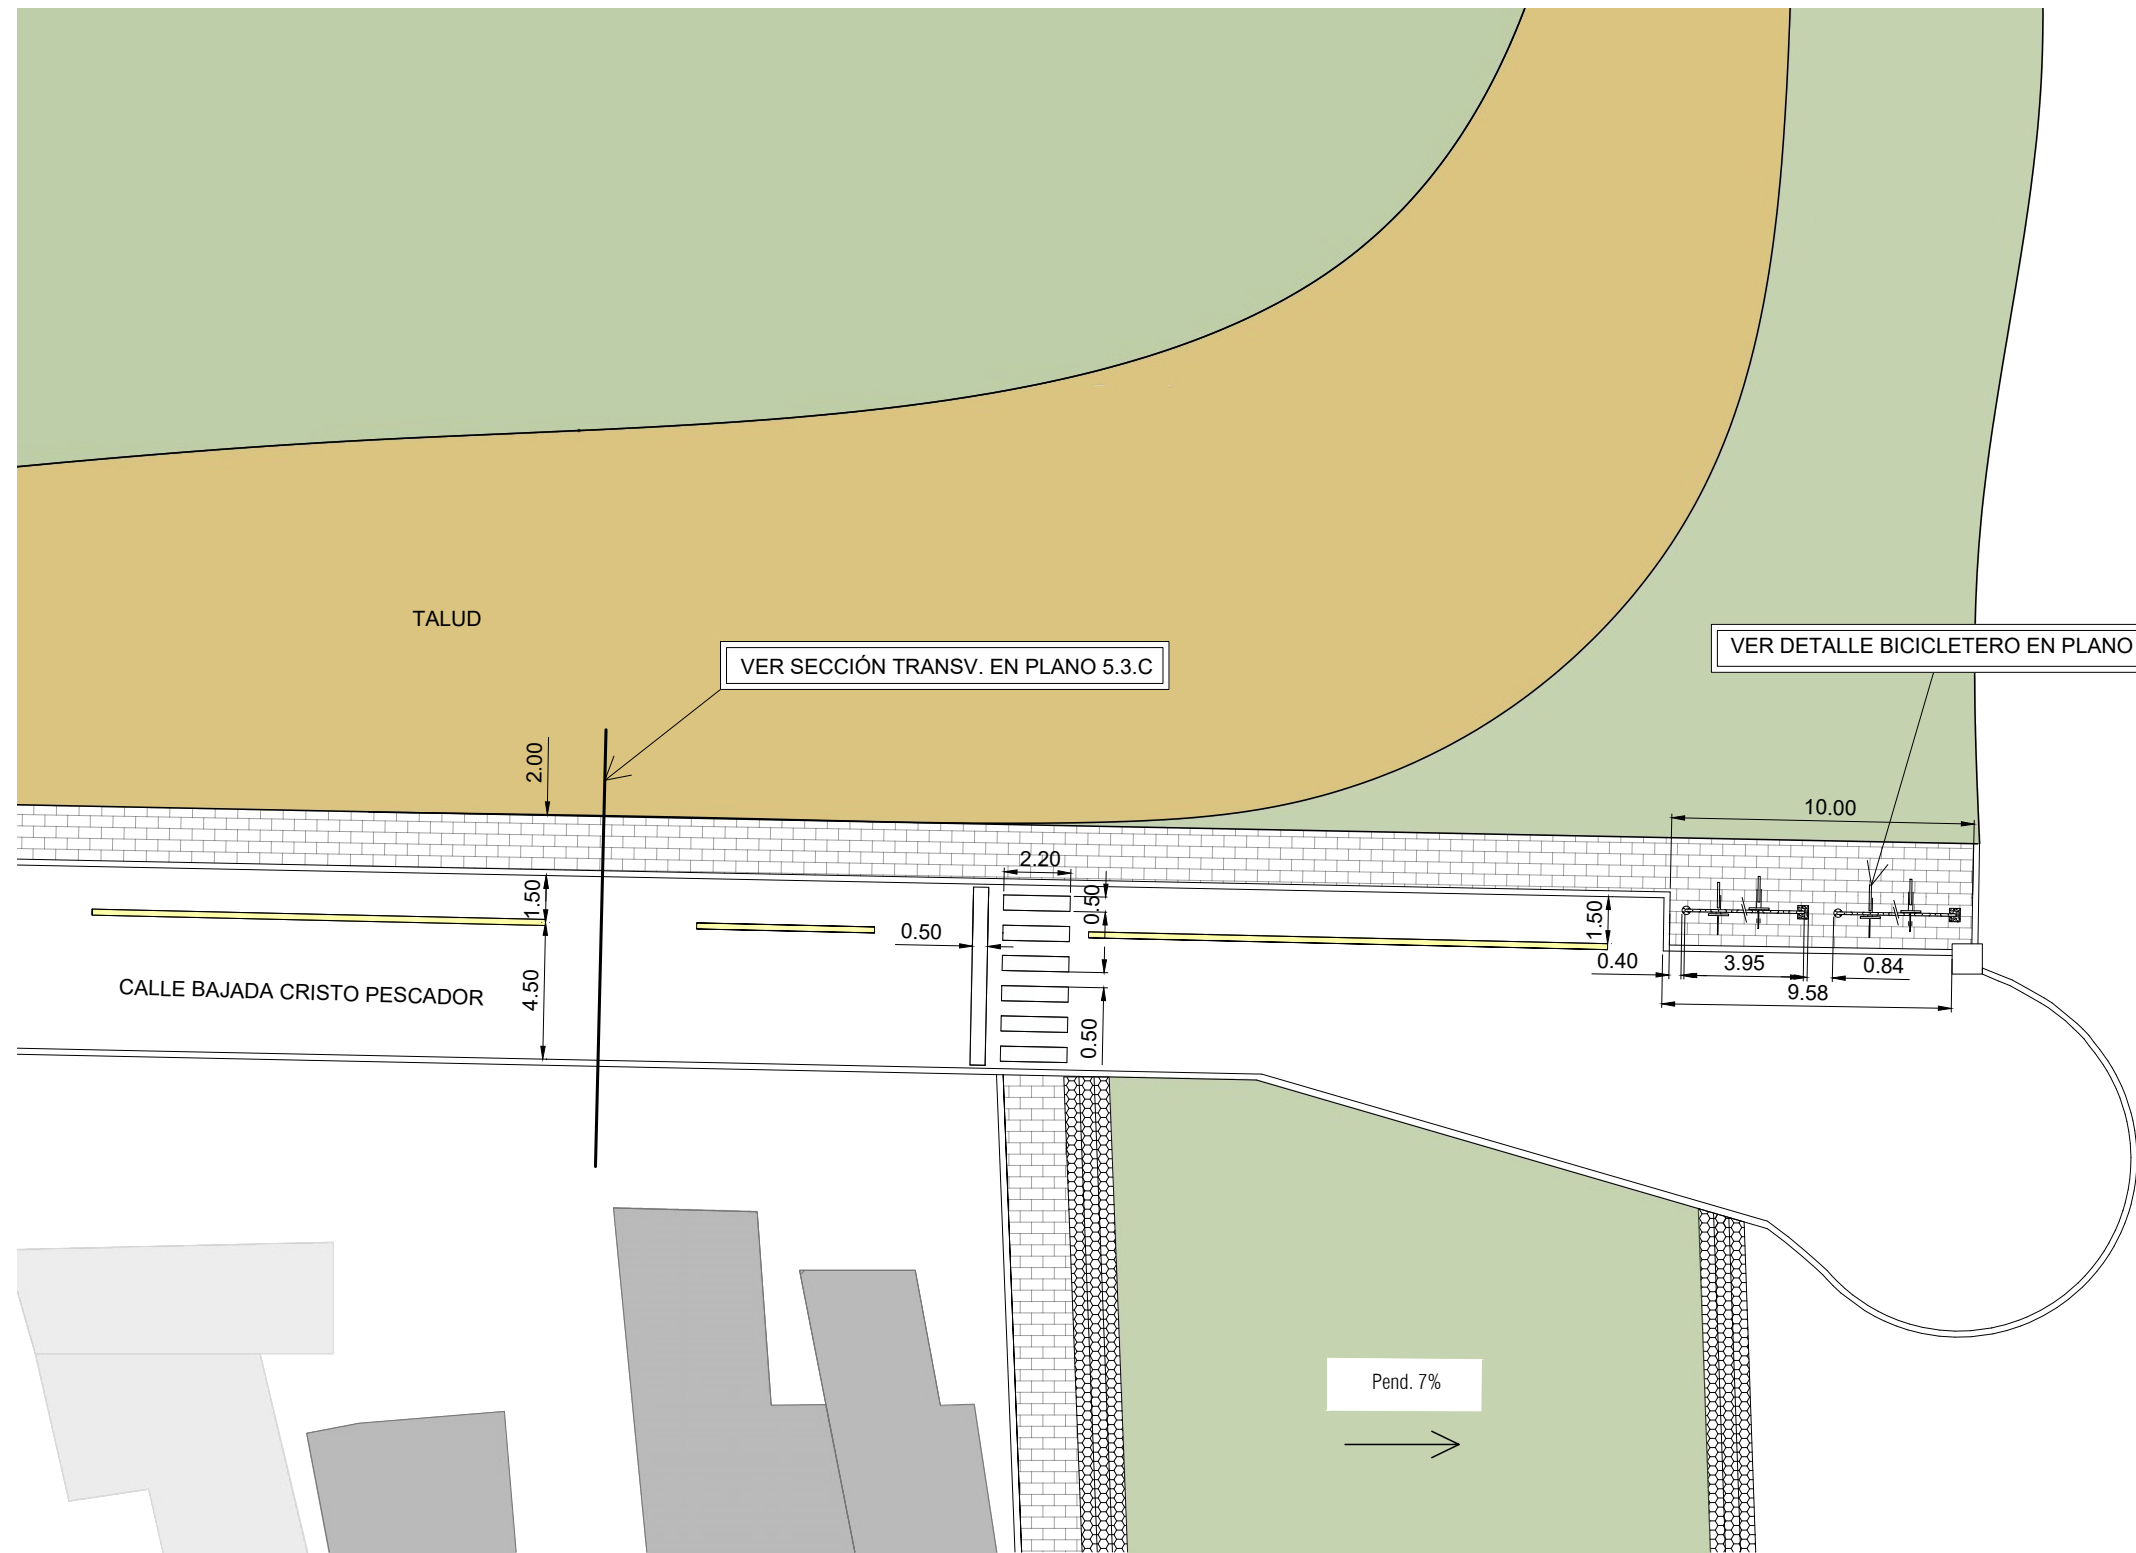 TALUD
VER SECCIÓN TRANSV. EN PLANO 5.3.C
VER DETALLE BICICLETERO EN PLANO
2.00
10.00
2.20
1.50
0.50
1.50
0.50
0.40
3.95
0.84
9.58
4.50
CALLE BAJADA CRISTO PESCADOR
0.50
Pend. 7%